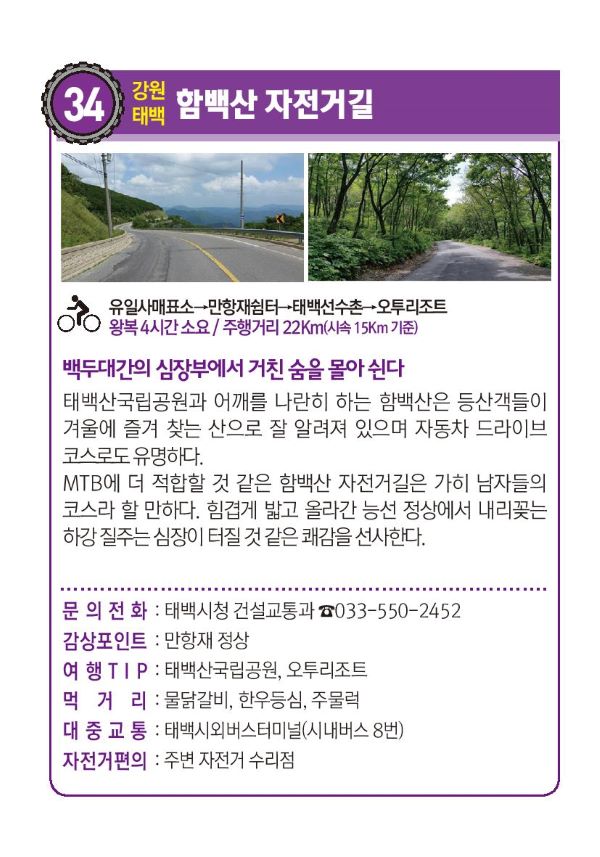 34 강원 태백 함백산 자전거길
유일사매표소→만항재쉼터→태백선수촌→오투리조트
왕복 4시간 소요 / 주행거리 22Km(시속 15Km 기준)
백두대간의 심장부에서 거친 숨을 몰아 쉰다
태백산국립공원과 어깨를 나란히 하는 함백산은 등산객들이
겨울에 즐겨 찾는 산으로 잘 알려져 있으며 자동차 드라이브
코스로도 유명하다.
MTB에 더 적합할 것 같은 함백산 자전거길은 가히 남자들의
코스라 할 만하다. 힘겹게 밟고 올라간 능선 정상에서 내리꽂는
하강 질주는 심장이 터질 것 같은 쾌감을 선사한다.
문의전화 : 태백시청 건설교통과 ☎033-550-2452
감상포인트 : 만항재 정상
여행TIP : 태백산국립공원, 오투리조트
먹거리 : 물닭갈비, 한우등심, 주물럭
대중교통 : 태백시외버스터미널(시내버스 8번)
자전거편의 : 주변 자전거 수리점